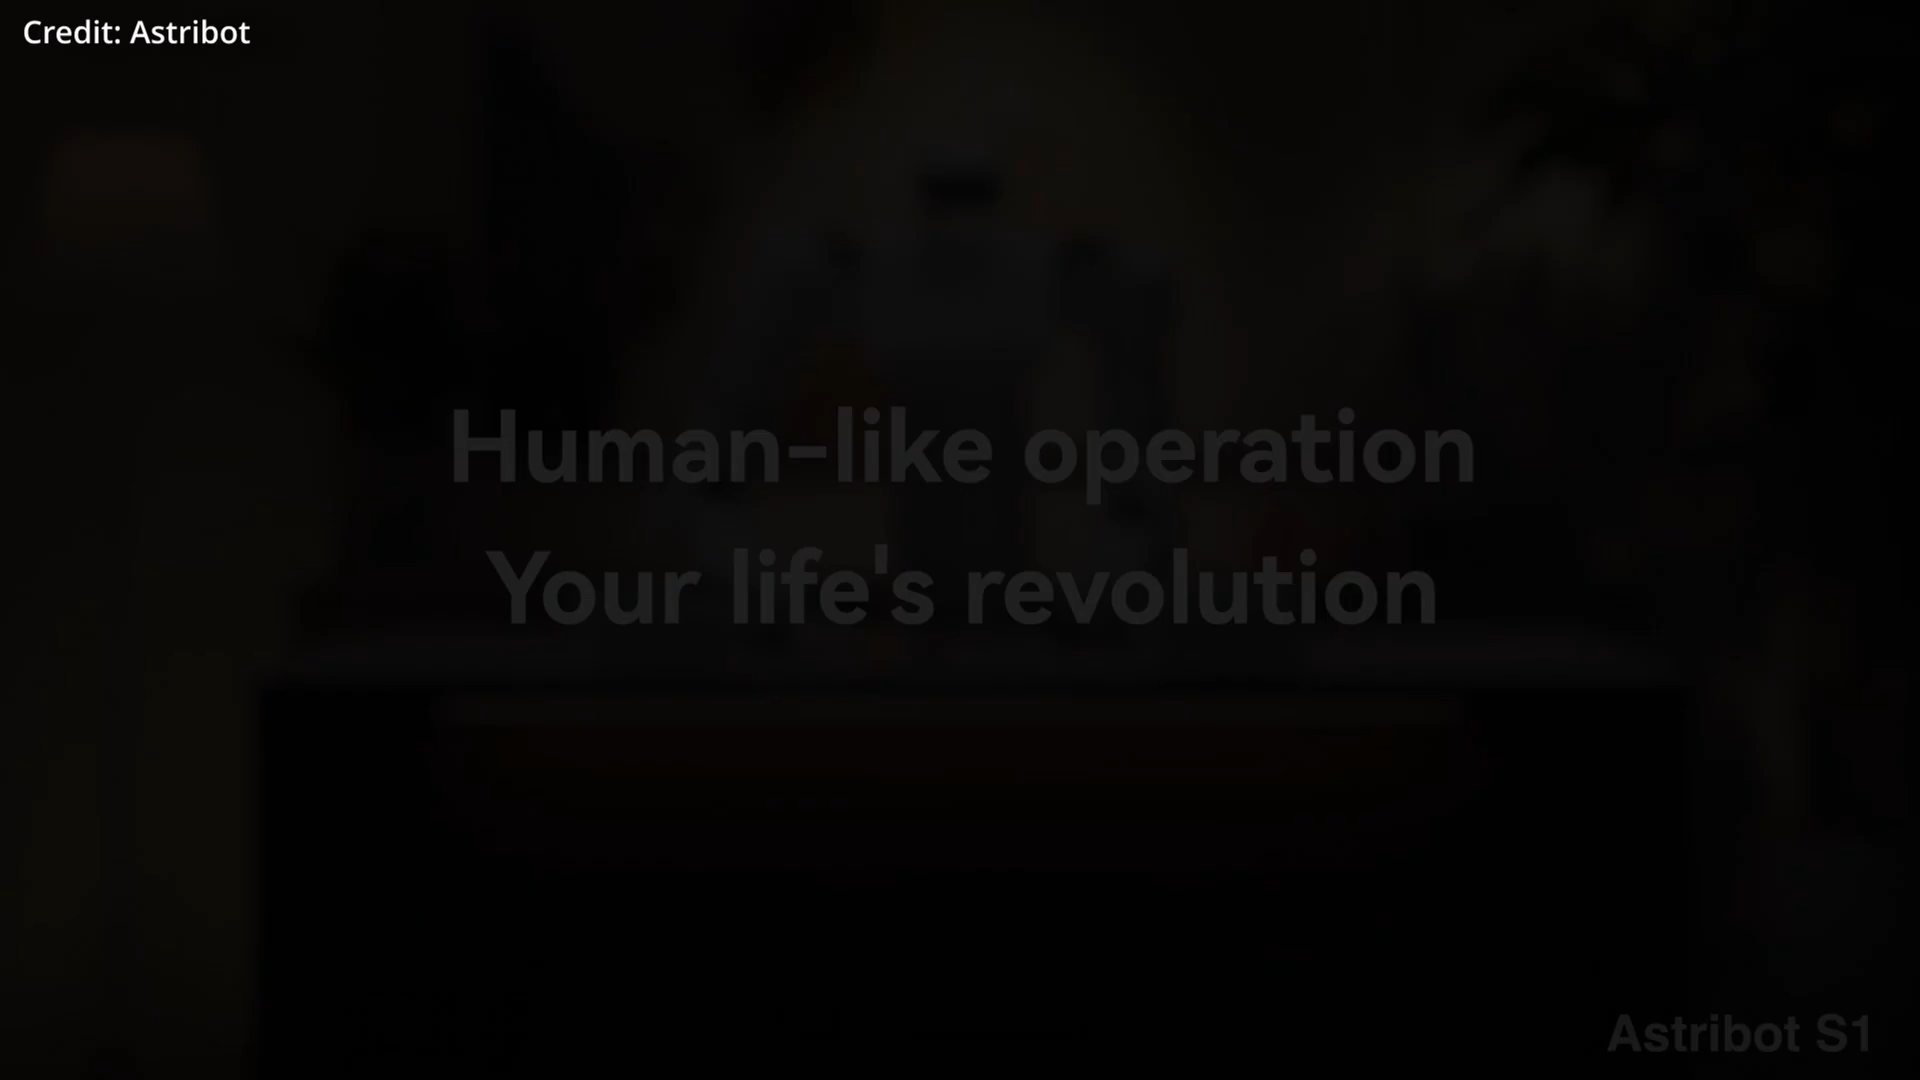 Credit: Astribot
Human-like operation
Your life's revolution
Astribot S1